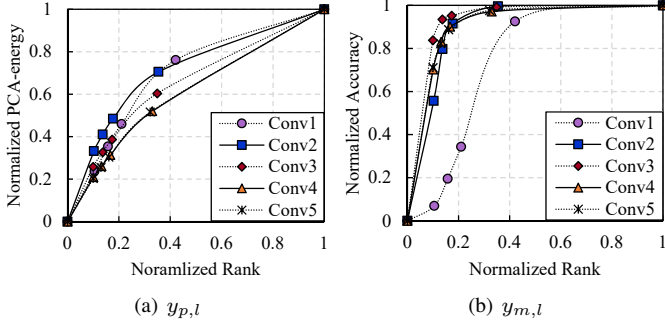 Normalized PCA-energy
1
0.8
0.6
0.4
0.2
0
0 0.2 0.4 0.6 0.8 1
Conv1
Conv2
Conv3
Conv4
Conv5
Noramlized Rank
(a) y_{p,l}
Normalized Accuracy
1
0.8
0.6
0.4
0.2
0
0 0.2 0.4 0.6 0.8 1
Conv1
Conv2
Conv3
Conv4
Conv5
Normalized Rank
(b) y_{m,l}